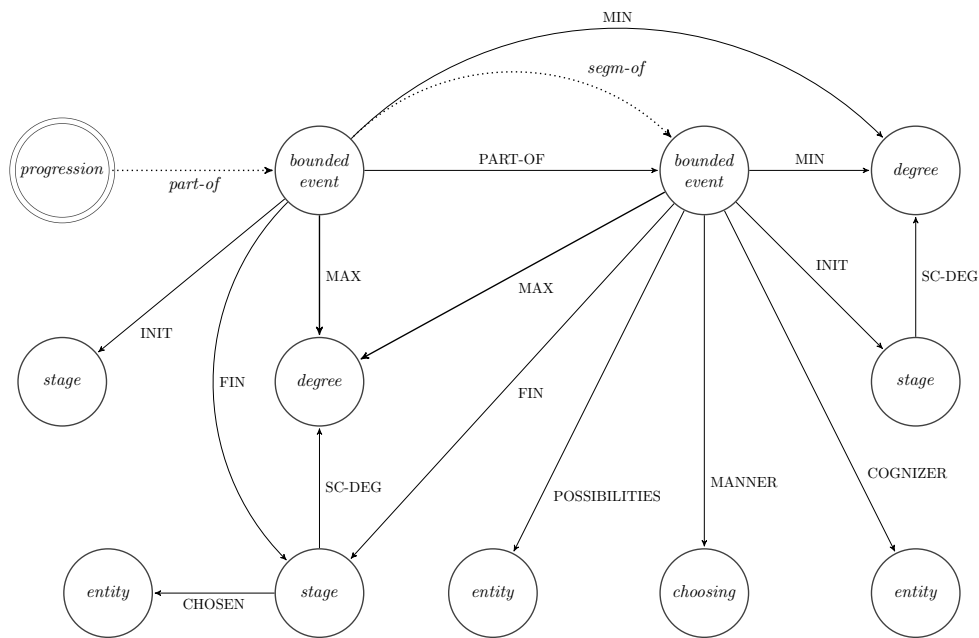 MIN
segm-of
progression
part-of
bounded
event
PART-OF
bounded
event
MIN
degree
INIT
MAX
MAX
INIT
SC-DEG
stage
FIN
degree
FIN
stage
SC-DEG
POSSIBILITIES
MANNER
COGNIZER
entity
CHOSEN
stage
entity
choosing
entity